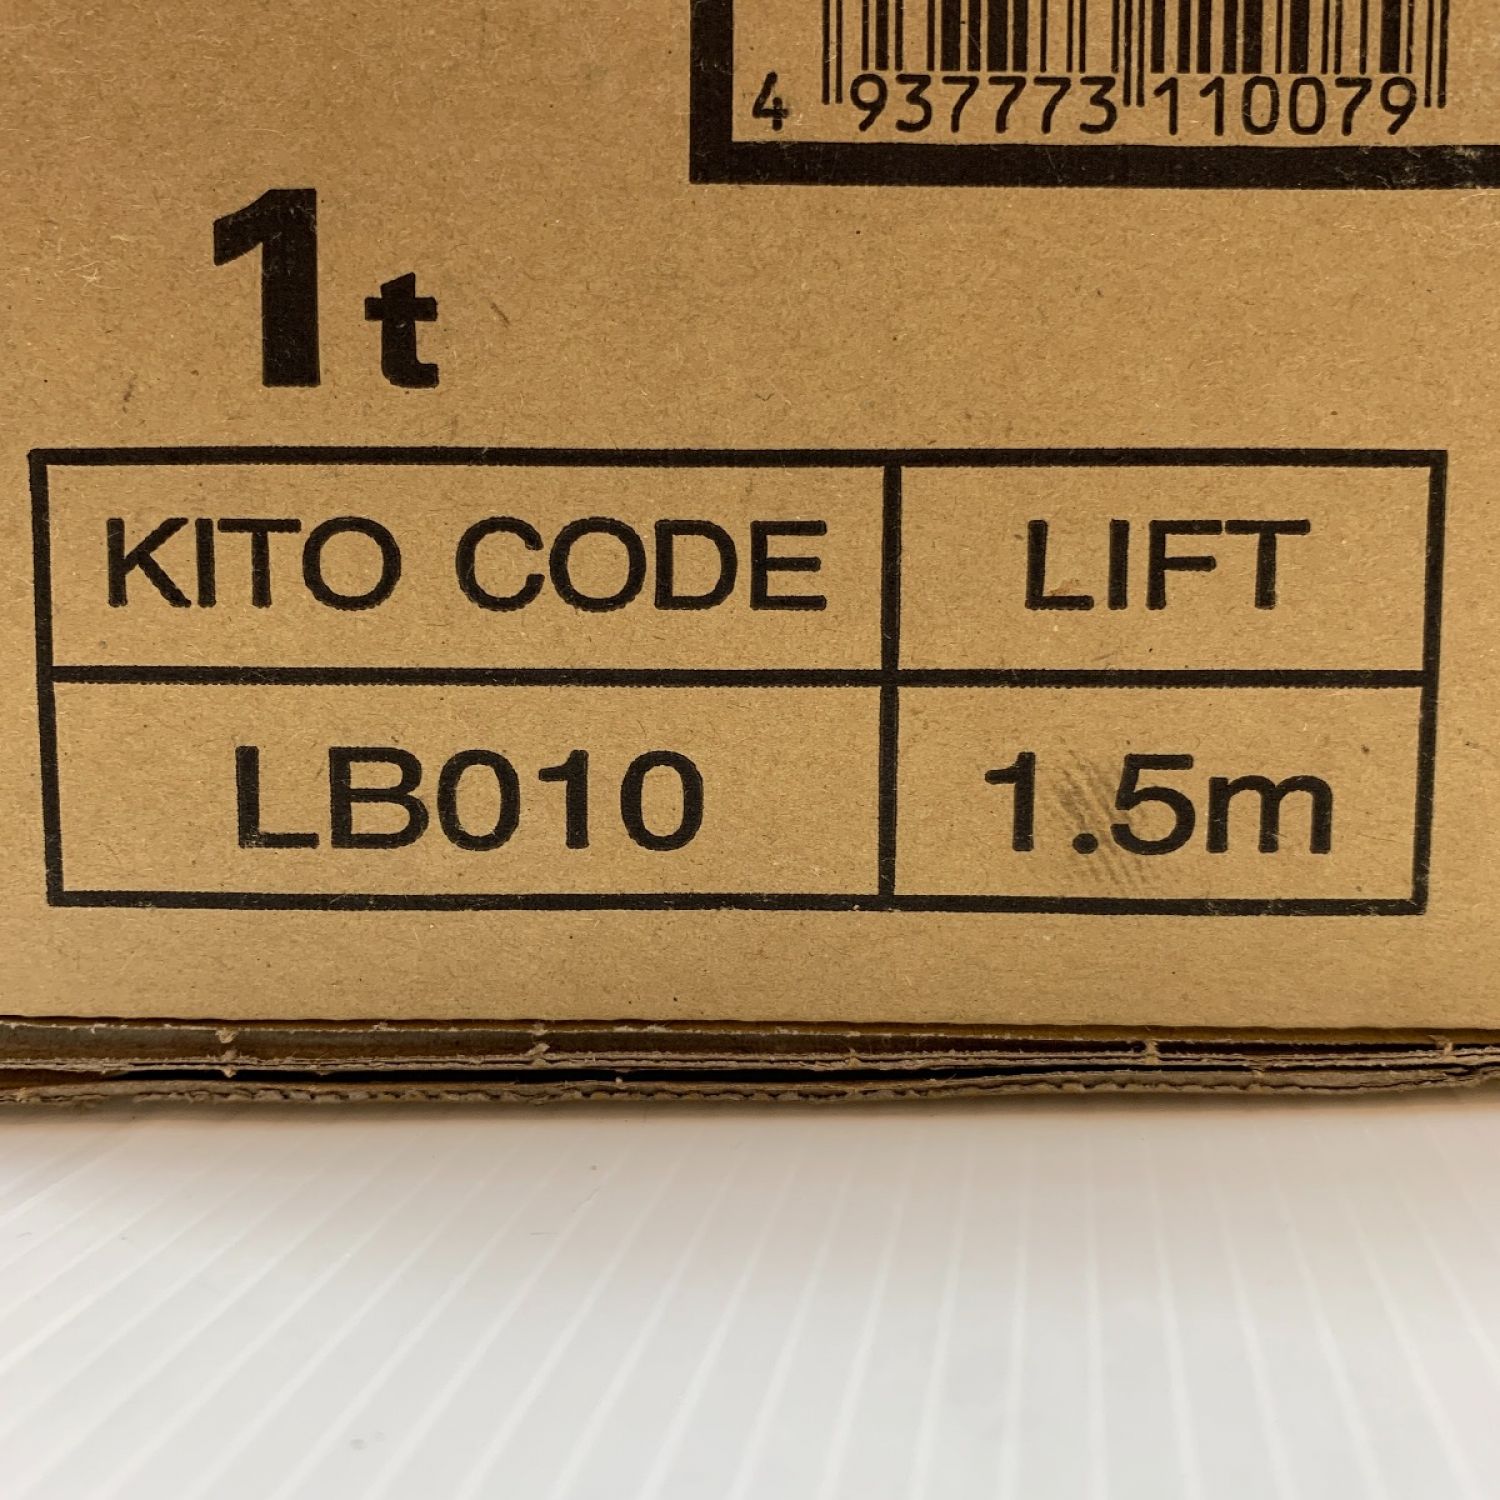 4 937773 110079
1t
KITO CODE LIFT
LB010 1.5m